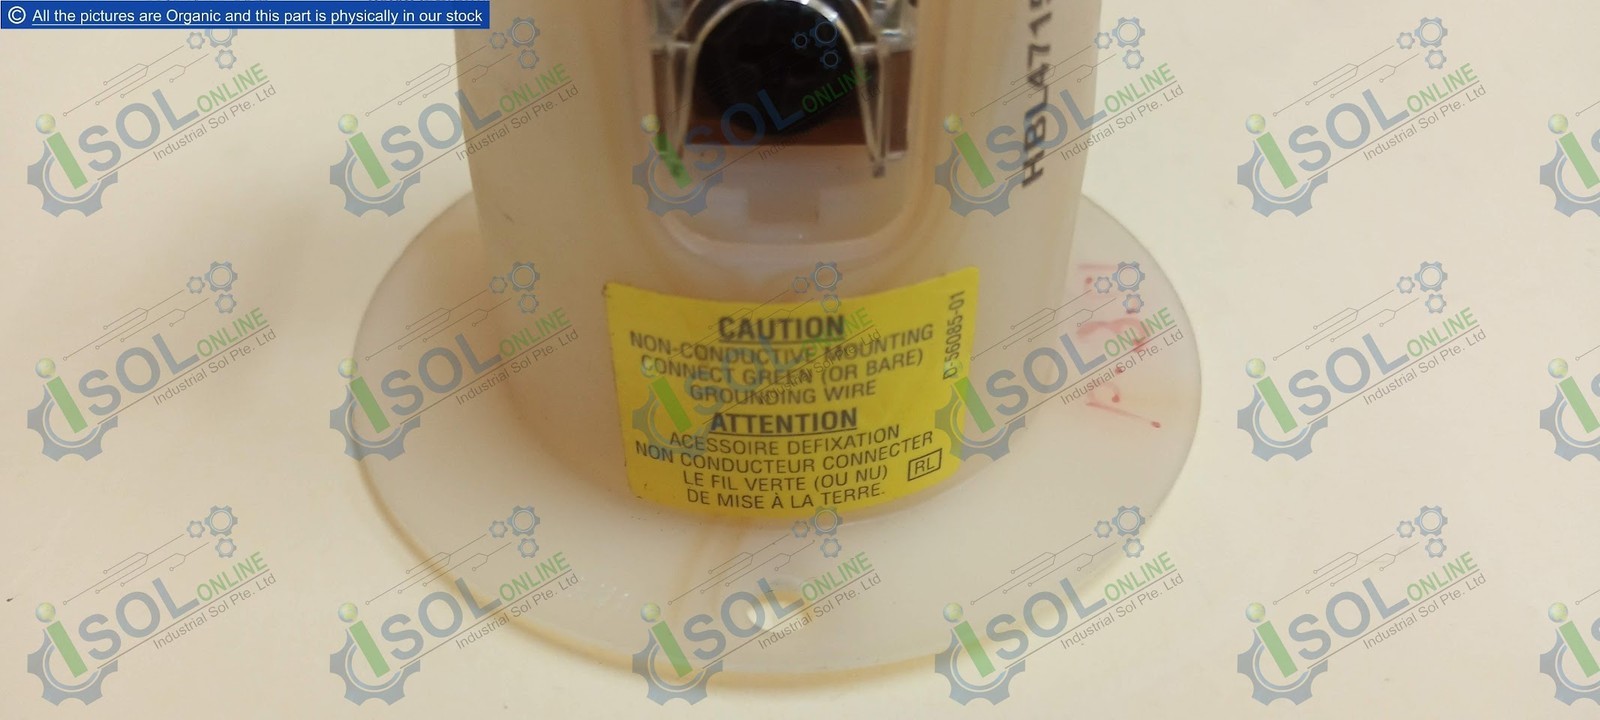 © All the pictures are Organic and this part is physically in our stock
HBL471
CAUTION
NON-CONDUCTIVE MOUNTING
CONNECT GREEN (OR BARE)
GROUNDING WIRE
D-56085-01
ATTENTION
ACESSOIRE DEFIXATION
NON CONDUCTEUR CONNECTER
LE FIL VERTE (OU NU)
DE MISE À LA TERRE.
RL
iSOL ONLINE
Industrial Sol Pte. Ltd